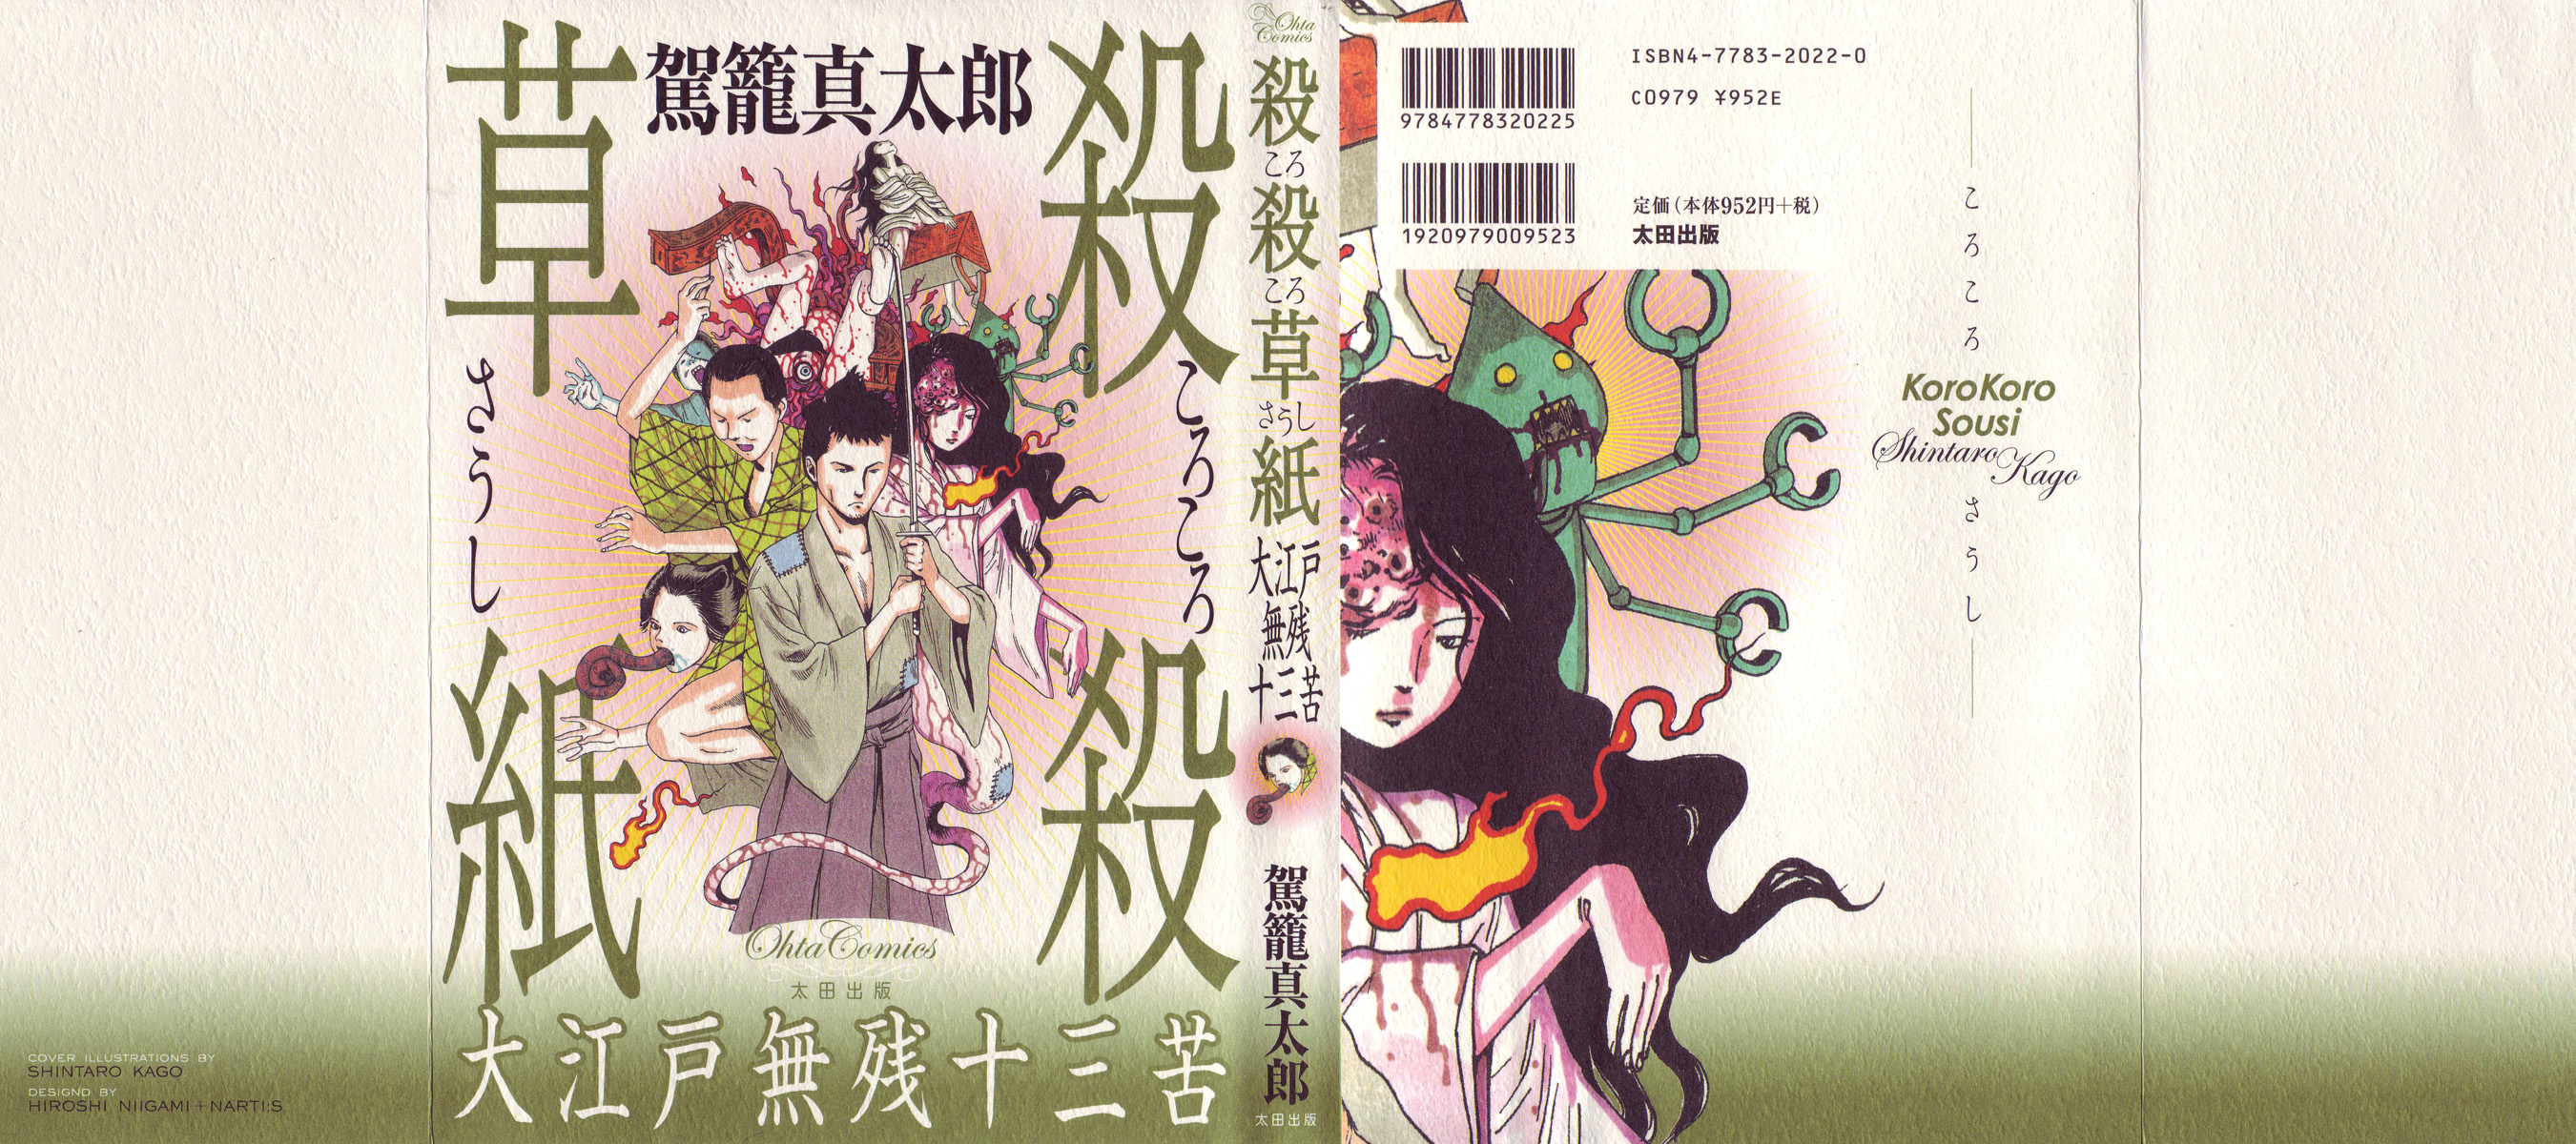 COVER ILLUSTRATIONS BY
SHINTARO KAGO
DESIGND BY
HIROSHI NIIGAMI+NARTI;S
駕籠真太郎
殺
ころころ
殺
草
さうし
紙
Ohta Comics
太田出版
大江戸無残十三苦
Ohta
Comics
殺ころ殺ころ草さうし紙
大江戸
無残
十三苦
駕籠真太郎
太田出版
9784778320225
1920979009523
ISBN4-7783-2022-0
C0979 ¥952E
定価(本体952円+税)
太田出版
ころころ
KoroKoro
Sousi
Shintaro Kago
さうし